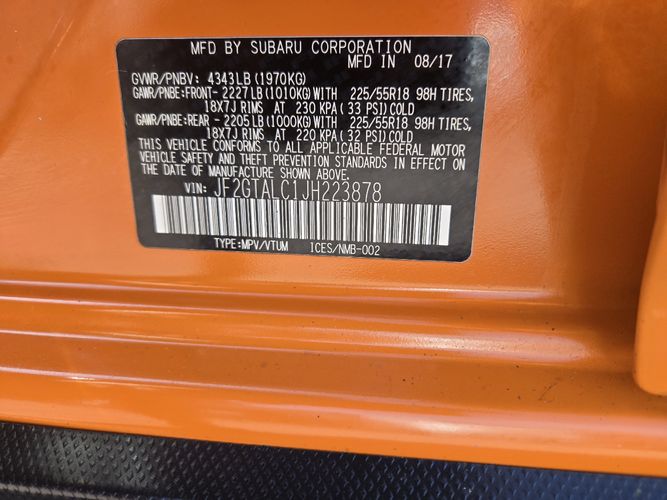 MFD BY SUBARU CORPORATION
MFD IN 08/17
GVWR/PNBV: 4343LB (1970KG)
GAWR/PNBE:FRONT- 2227LB (1010KG) WITH 225/55R18 98H TIRES,
18X7J RIMS AT 230 KPA (33 PSI) COLD
GAWR/PNBE:REAR - 2205LB (1000KG) WITH 225/55R18 98H TIRES,
18X7J RIMS AT 220 KPA (32 PSI) COLD
THIS VEHICLE CONFORMS TO ALL APPLICABLE FEDERAL MOTOR
VEHICLE SAFETY AND THEFT PREVENTION STANDARDS IN EFFECT ON
THE DATE OF MANUFACTURE SHOWN ABOVE.
VIN: JF2GTALC1JH223878
TYPE:MPV/VTUM ICES/NMB-002